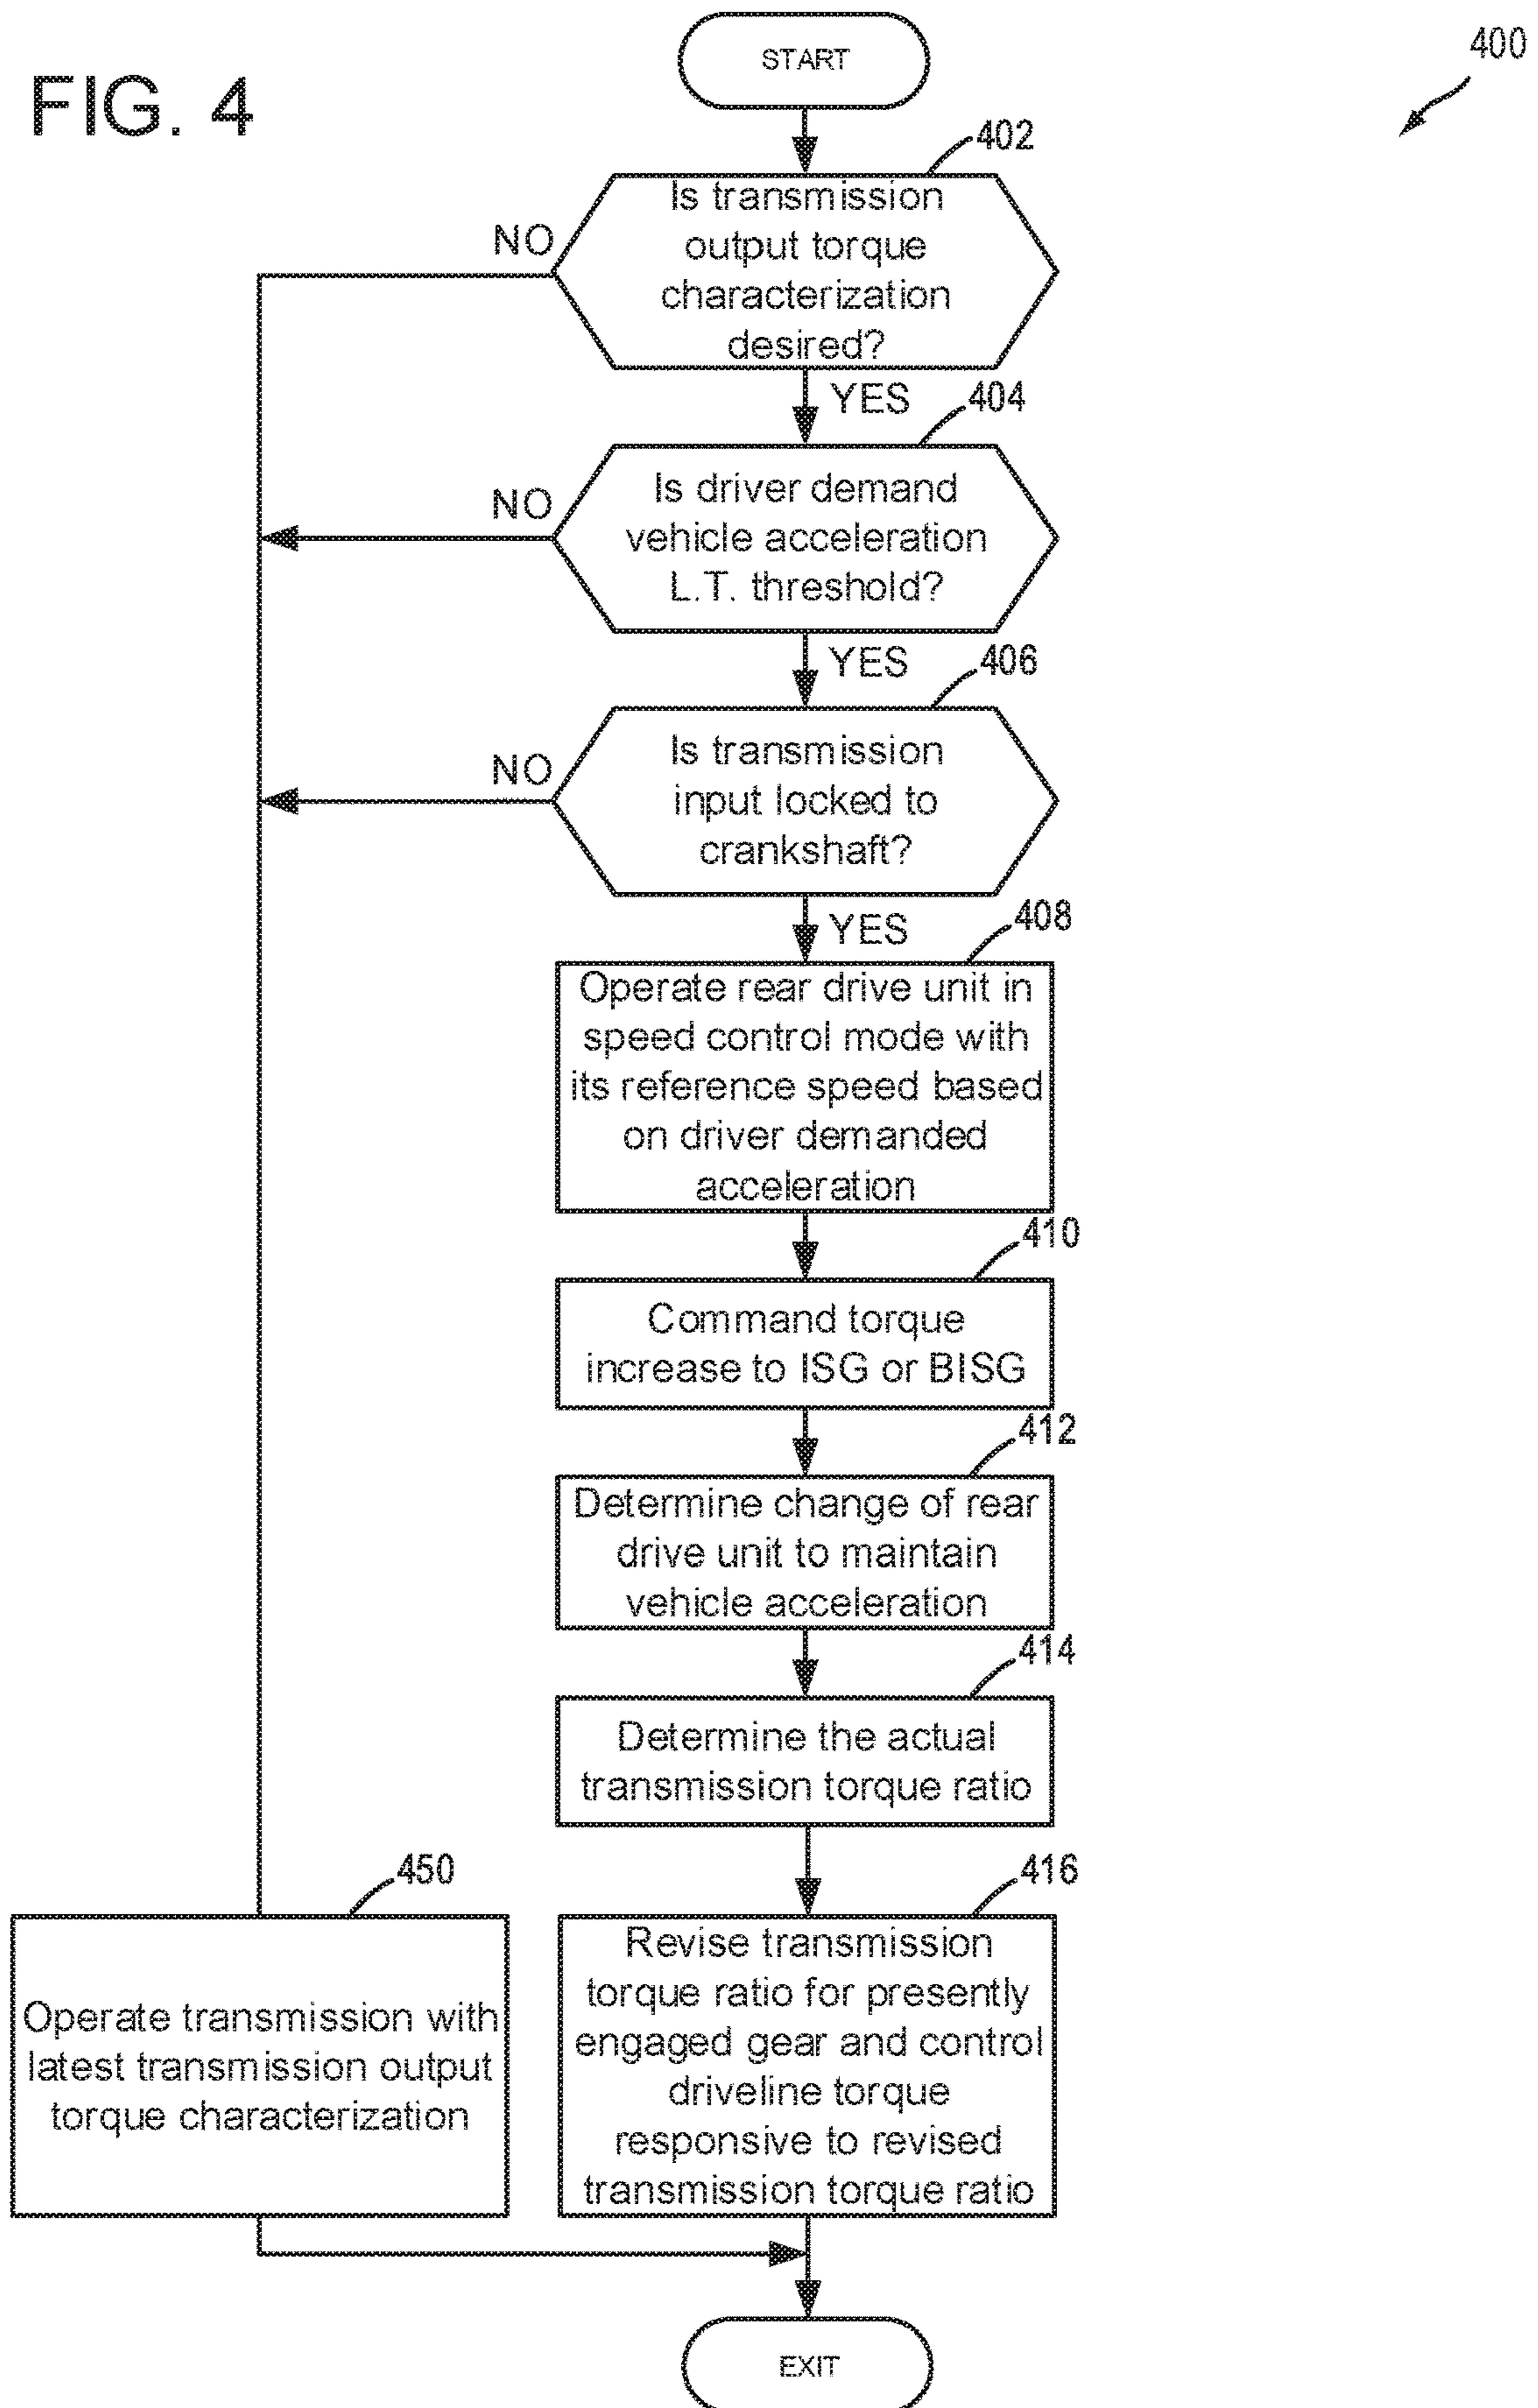 FIG. 4
400
START
402
Is transmission
output torque
characterization
desired?
NO
YES
404
Is driver demand
vehicle acceleration
L.T. threshold?
NO
YES
406
Is transmission
input locked to
crankshaft?
NO
YES
408
Operate rear drive unit in
speed control mode with
its reference speed based
on driver demanded
acceleration
410
Command torque
increase to ISG or BISG
412
Determine change of rear
drive unit to maintain
vehicle acceleration
414
Determine the actual
transmission torque ratio
450
Operate transmission with
latest transmission output
torque characterization
416
Revise transmission
torque ratio for presently
engaged gear and control
driveline torque
responsive to revised
transmission torque ratio
EXIT